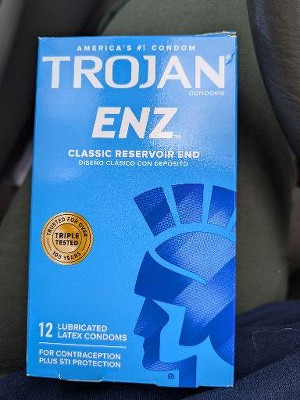 AMERICA'S #1 CONDOM
TROJAN
CONDOMS
ENZ
CLASSIC RESERVOIR END
DISEÑO CLÁSICO CON DEPÓSITO
TRUSTED FOR OVER
TRIPLE
TESTED
100 YEARS
12 LUBRICATED
LATEX CONDOMS
FOR CONTRACEPTION
PLUS STI PROTECTION